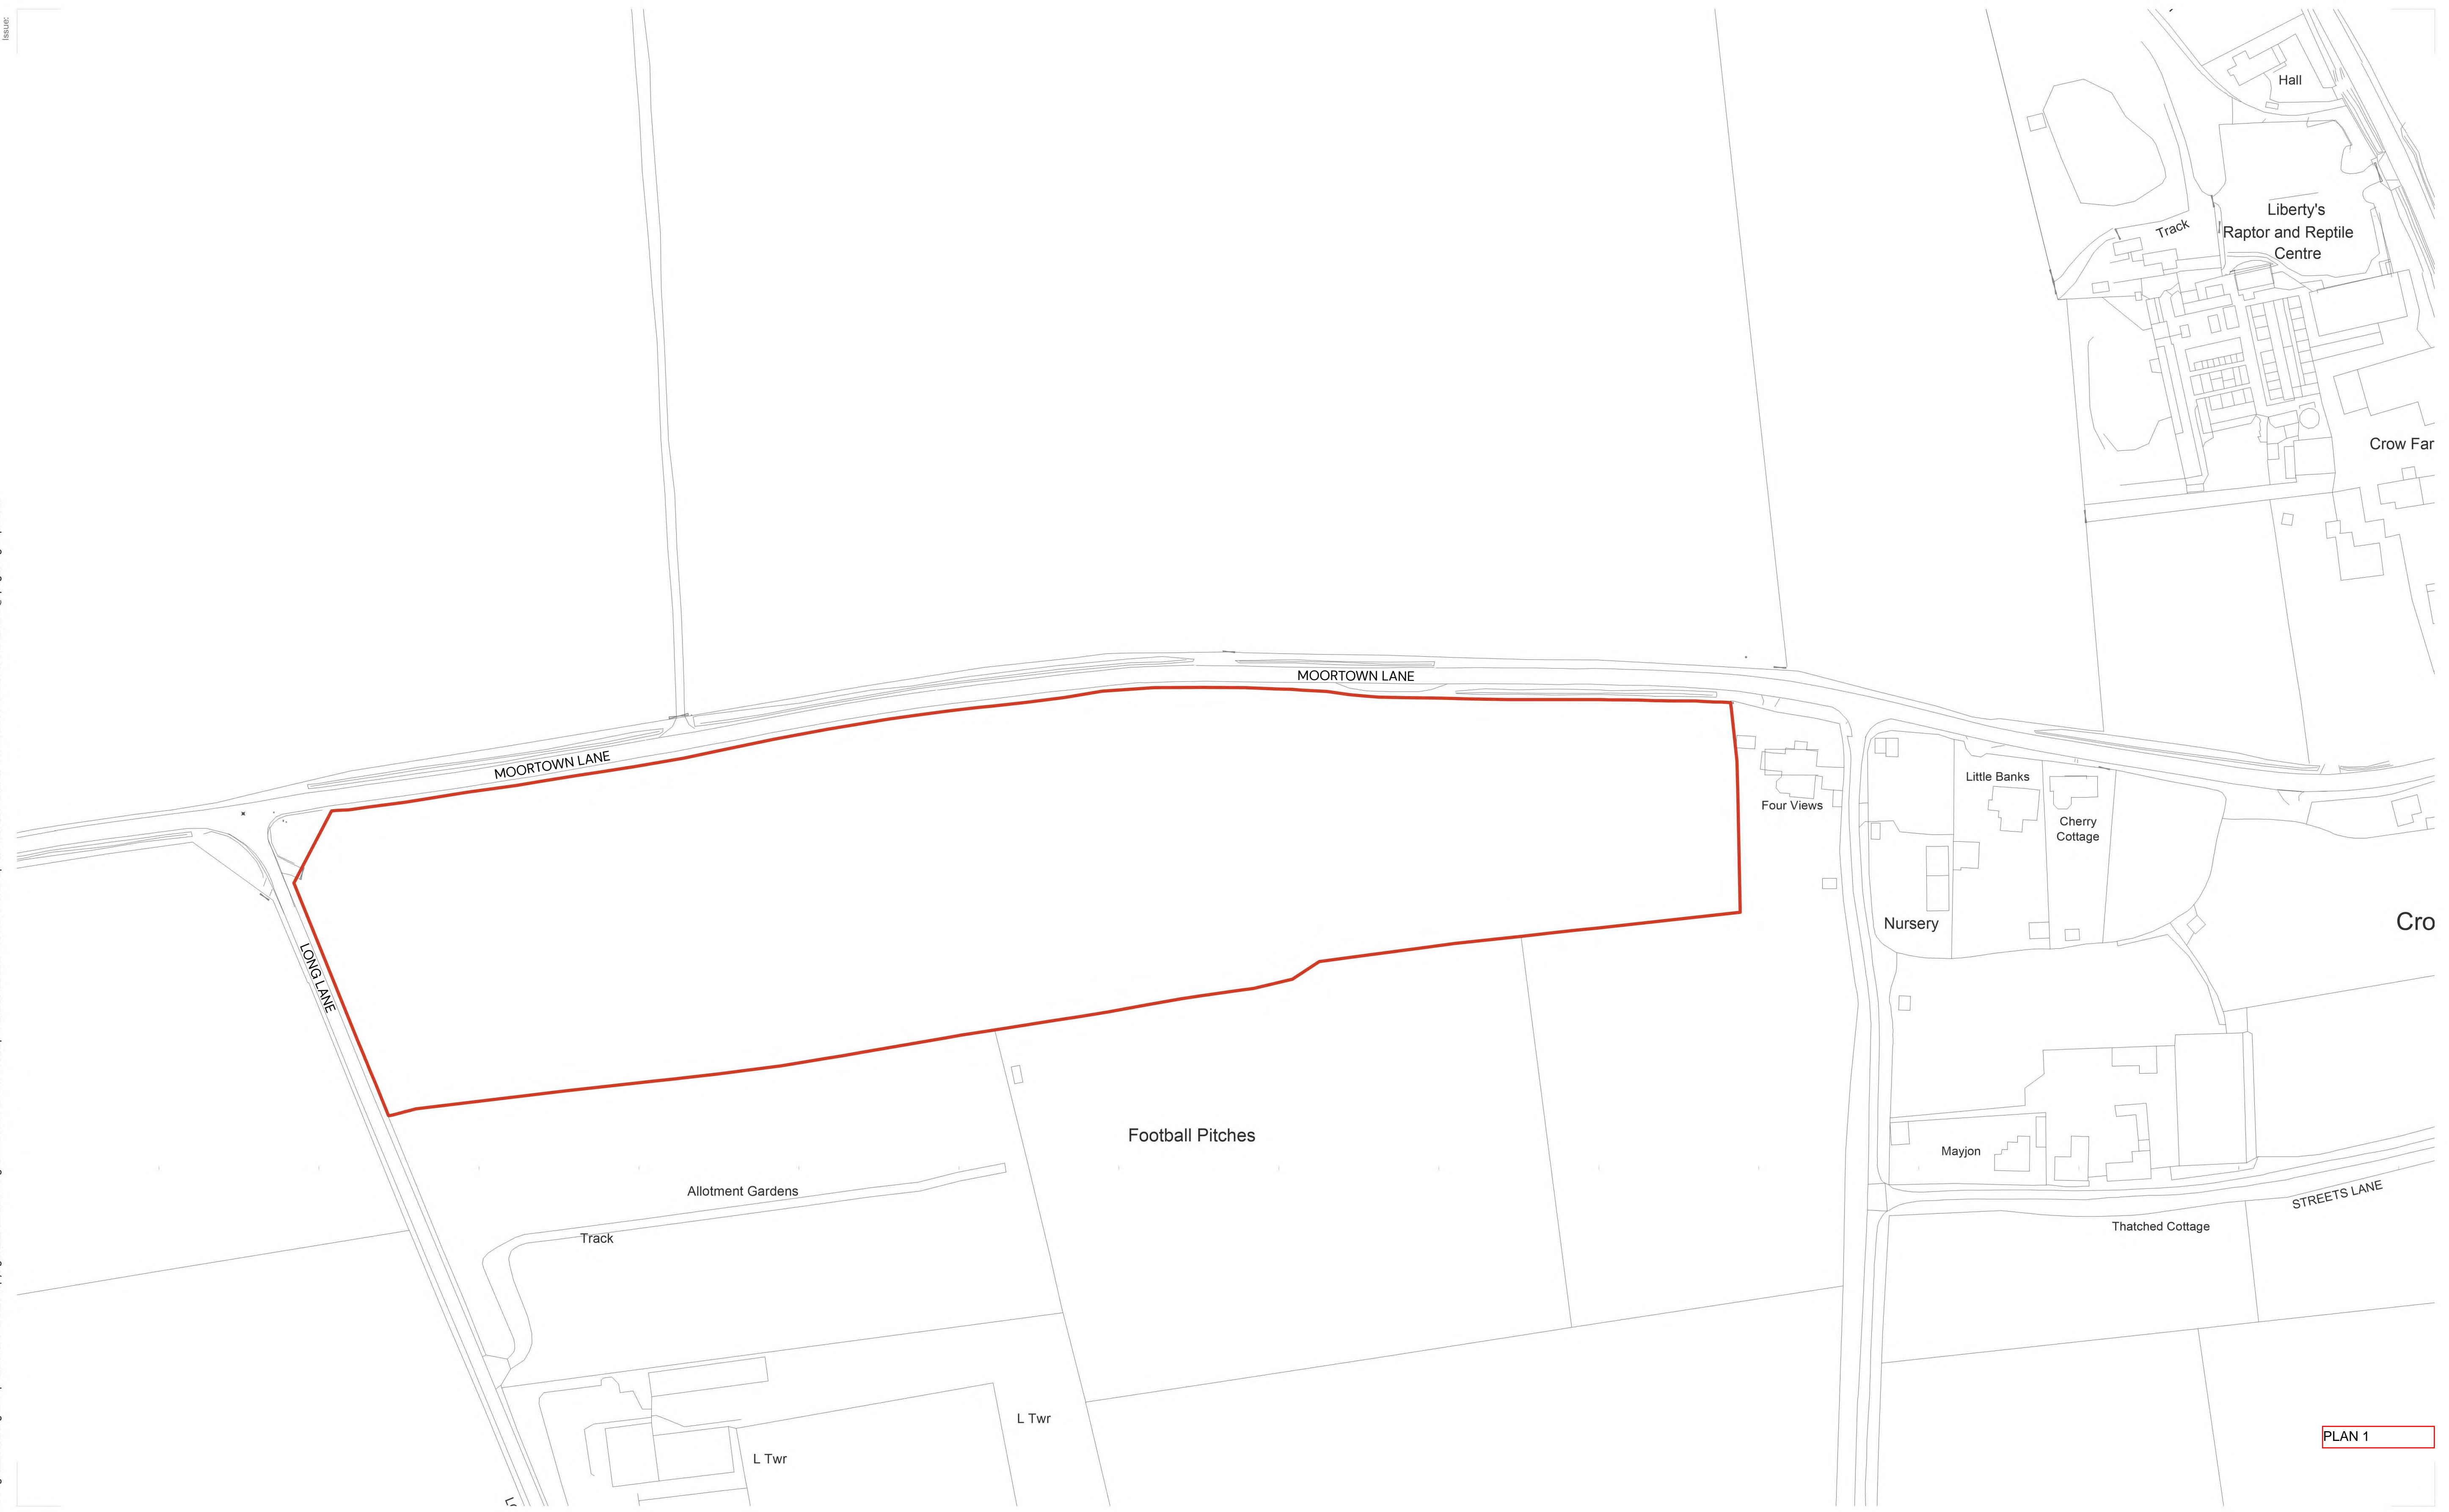 Issue:
Hall
Liberty's
Raptor and Reptile
Centre
Track
Crow Far
MOORTOWN LANE
MOORTOWN LANE
Little Banks
Four Views
Cherry
Cottage
Nursery
Cro
LONG LANE
Football Pitches
Mayjon
Allotment Gardens
STREETS LANE
Thatched Cottage
Track
L Twr
PLAN 1
L Twr